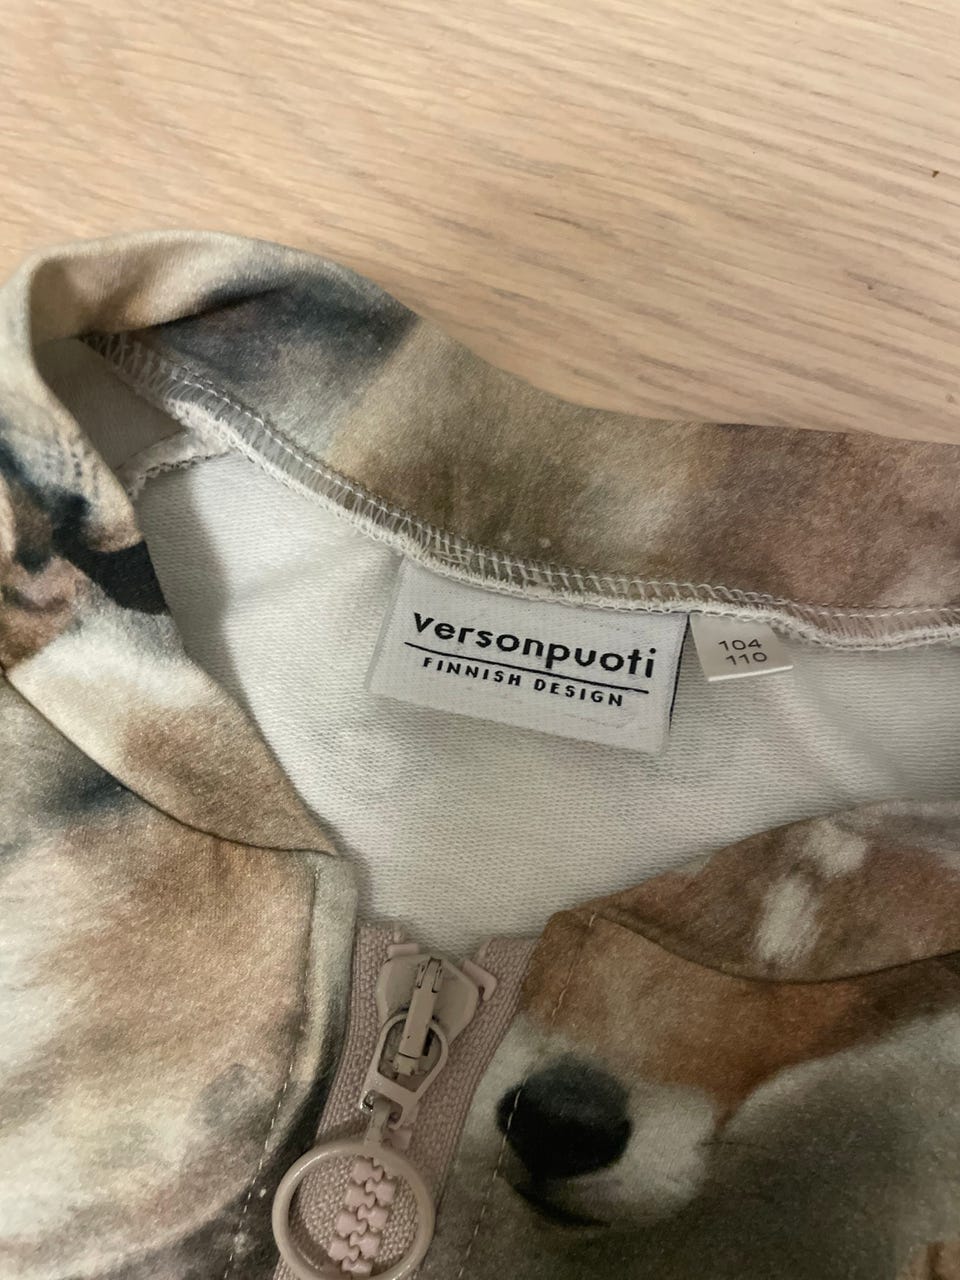 versonpuoti
FINNISH DESIGN
104
110